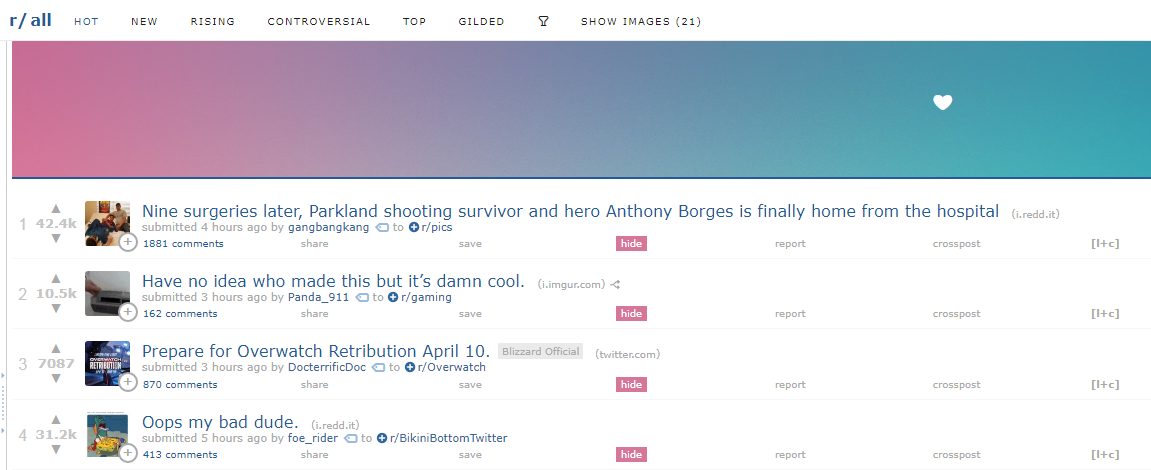 r/all HOT NEW RISING CONTROVERSIAL TOP GILDED SHOW IMAGES (21)
1 42.4k Nine surgeries later, Parkland shooting survivor and hero Anthony Borges is finally home from the hospital (i.redd.it)
submitted 4 hours ago by gangbangkang to r/pics
1881 comments share save hide report crosspost [l+c]
2 10.5k Have no idea who made this but it’s damn cool. (i.imgur.com)
submitted 3 hours ago by Panda_911 to r/gaming
162 comments share save hide report crosspost [l+c]
3 7087 Prepare for Overwatch Retribution April 10. Blizzard Official (twitter.com)
submitted 3 hours ago by DocterrificDoc to r/Overwatch
870 comments share save hide report crosspost [l+c]
OVERWATCH
RETRIBUTION
4 31.2k Oops my bad dude. (i.redd.it)
submitted 5 hours ago by foe_rider to r/BikiniBottomTwitter
413 comments share save hide report crosspost [l+c]